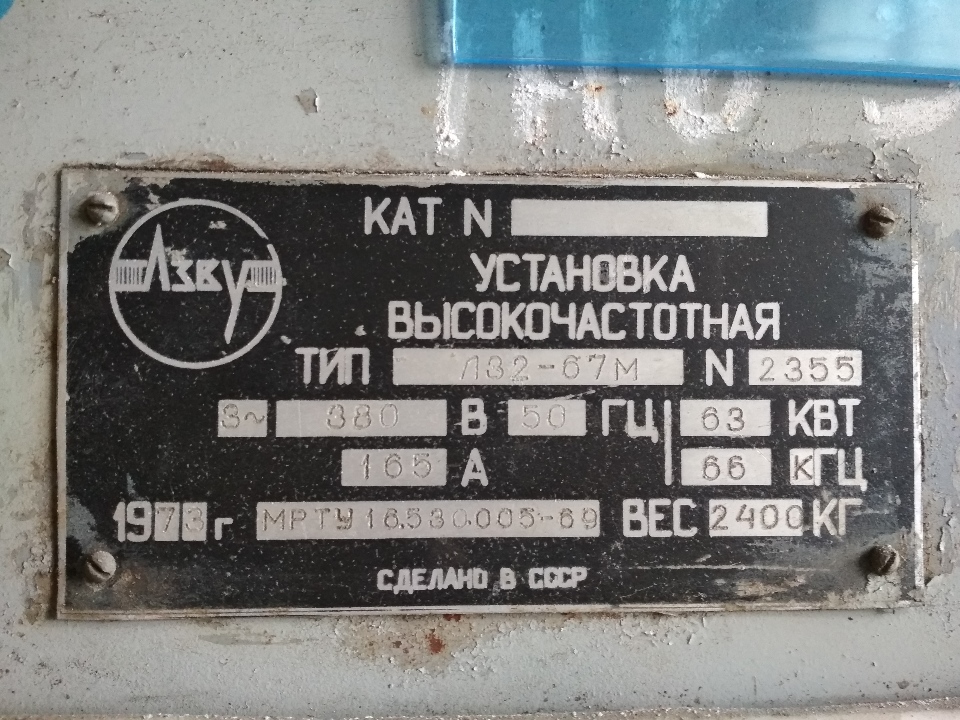 ЛЗВУ
КАТ N
УСТАНОВКА
ВЫСОКОЧАСТОТНАЯ
ТИП ЛЗ2-67М N 2355
3~ 380 В 50 ГЦ 63 КВТ
165 А 66 КГЦ
1973 г МРТУ16.530.005-69 ВЕС 2400 КГ
СДЕЛАНО В СССР